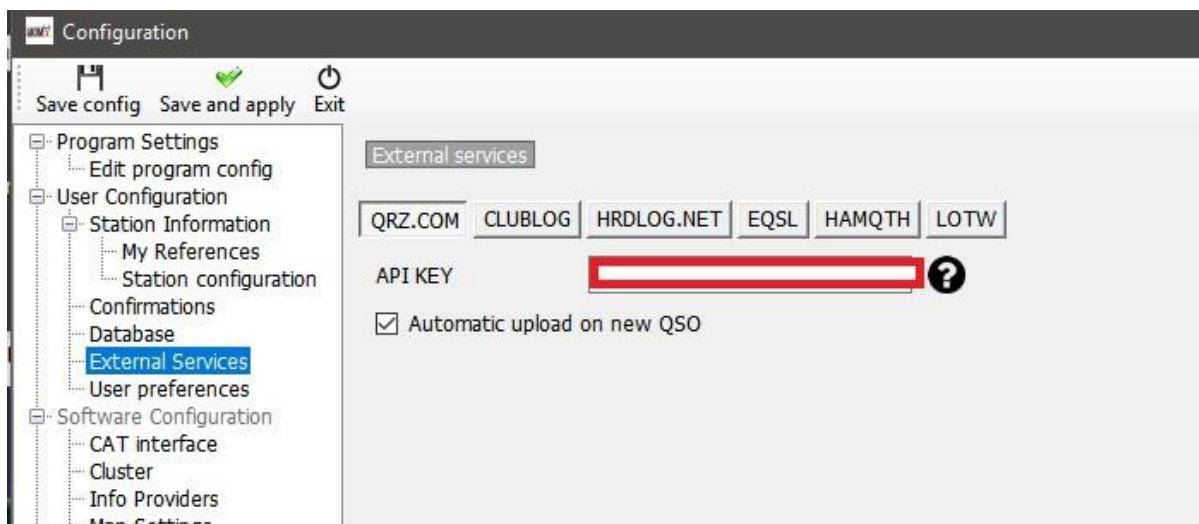 Configuration
Save config Save and apply Exit
Program Settings
Edit program config
User Configuration
Station Information
My References
Station configuration
Confirmations
Database
External Services
User preferences
Software Configuration
CAT interface
Cluster
Info Providers
Map Settings
External services
QRZ.COM CLUBLOG HRDLOG.NET EQSL HAMQTH LOTW
API KEY ?
Automatic upload on new QSO